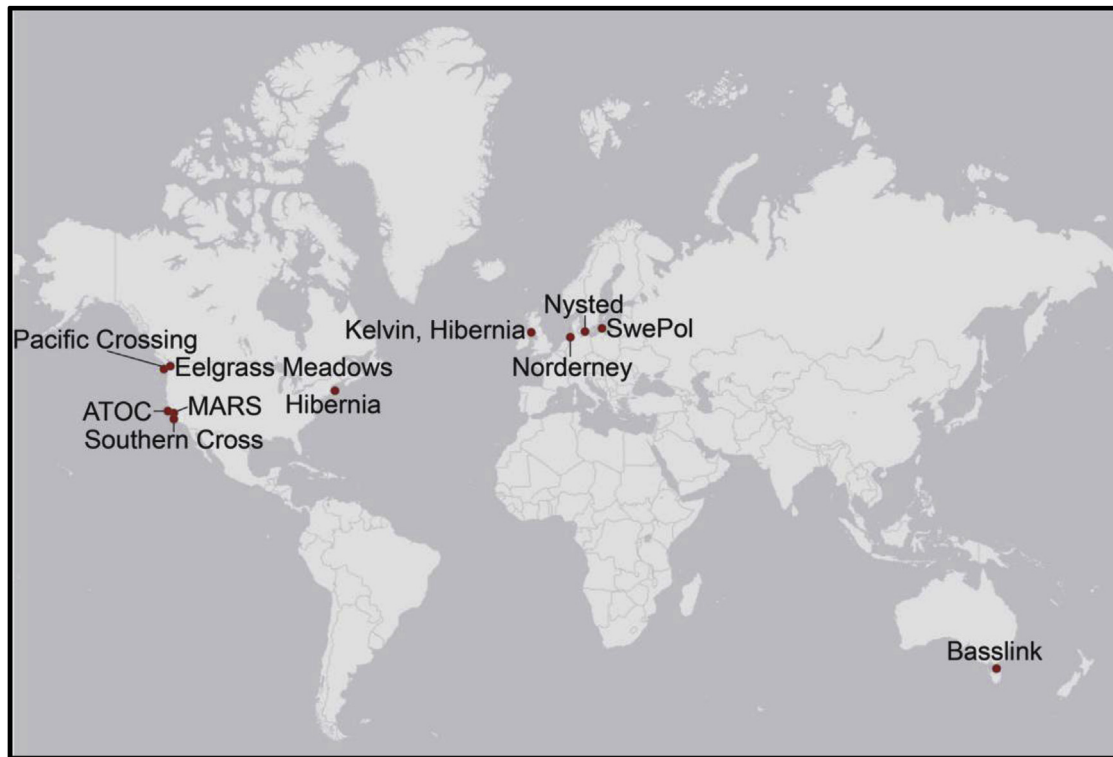 Nysted
Kelvin, Hibernia
SwePol
Pacific Crossing
Eelgrass Meadows
Norderney
ATOC
MARS
Hibernia
Southern Cross
Basslink